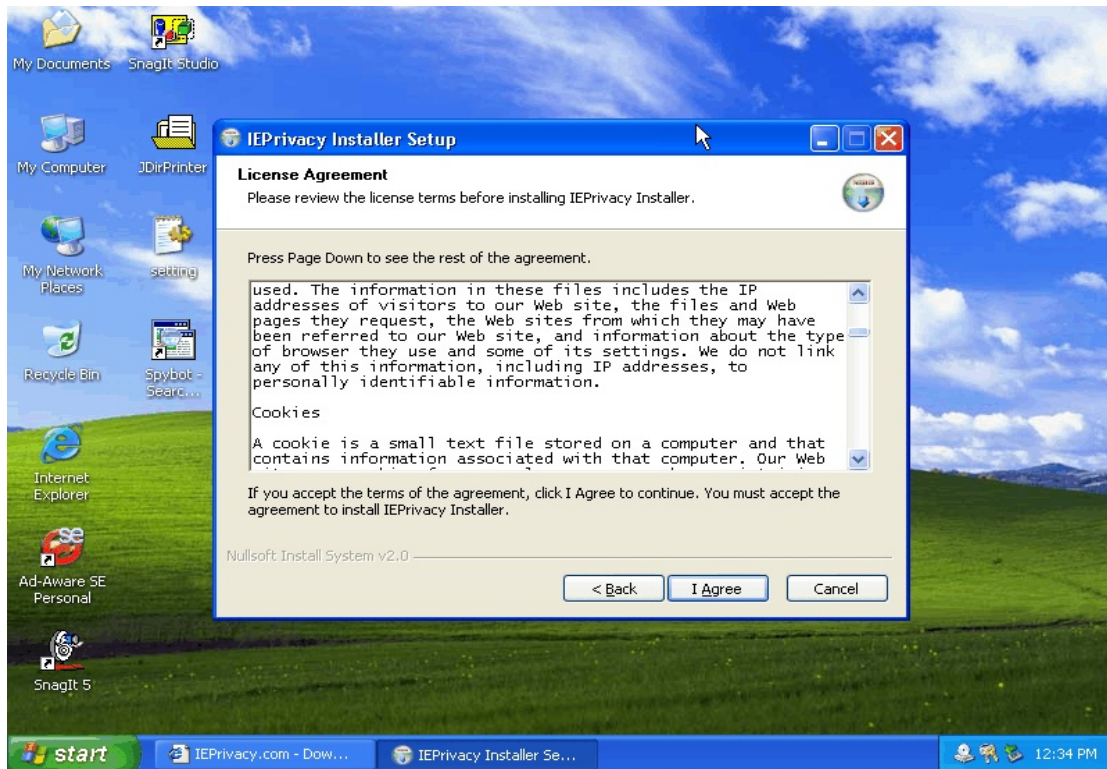 My Documents
SnagIt Studio
My Computer
JDirPrinter
My Network
Places
setting
Recycle Bin
Spybot -
Searc...
Internet
Explorer
Ad-Aware SE
Personal
SnagIt 5
IEPrivacy Installer Setup
License Agreement
Please review the license terms before installing IEPrivacy Installer.
Press Page Down to see the rest of the agreement.
used. The information in these files includes the IP
addresses of visitors to our Web site, the files and Web
pages they request, the Web sites from which they may have
been referred to our Web site, and information about the type
of browser they use and some of its settings. We do not link
any of this information, including IP addresses, to
personally identifiable information.
Cookies
A cookie is a small text file stored on a computer and that
contains information associated with that computer. Our Web
If you accept the terms of the agreement, click I Agree to continue. You must accept the
agreement to install IEPrivacy Installer.
Nullsoft Install System v2.0
< Back
I Agree
Cancel
start
IEPrivacy.com - Dow...
IEPrivacy Installer Se...
12:34 PM